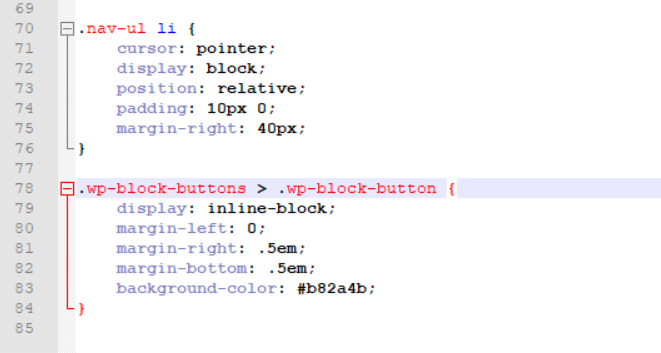 69
70 .nav-ul li {
71 cursor: pointer;
72 display: block;
73 position: relative;
74 padding: 10px 0;
75 margin-right: 40px;
76 }
77
78 .wp-block-buttons > .wp-block-button {
79 display: inline-block;
80 margin-left: 0;
81 margin-right: .5em;
82 margin-bottom: .5em;
83 background-color: #b82a4b;
84 }
85